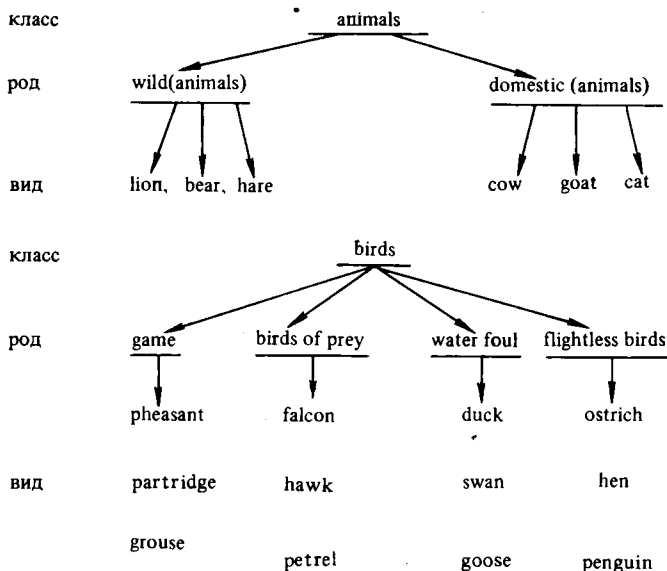 класс animals
род wild(animals) domestic (animals)
вид lion, bear, hare cow goat cat
класс birds
род game birds of prey water foul flightless birds
pheasant falcon duck ostrich
вид partridge hawk swan hen
grouse petrel goose penguin